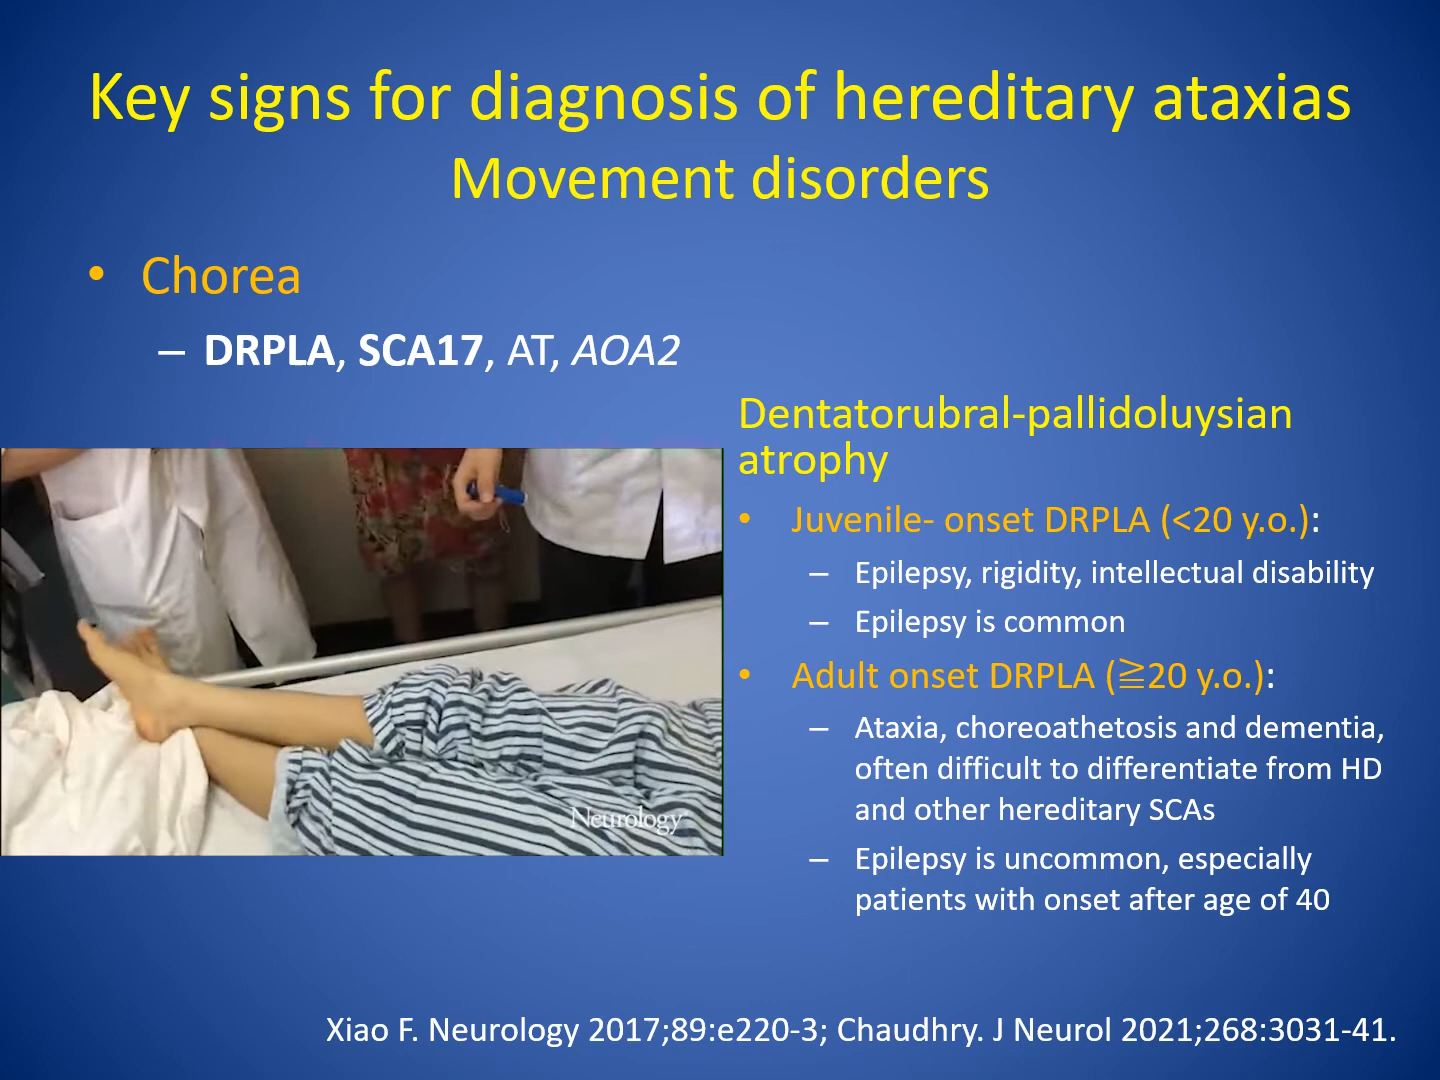 Key signs for diagnosis of hereditary ataxias
Movement disorders
• Chorea
– DRPLA, SCA17, AT, AOA2
Neurology
Dentatorubral-pallidoluysian
atrophy
• Juvenile- onset DRPLA (<20 y.o.):
– Epilepsy, rigidity, intellectual disability
– Epilepsy is common
• Adult onset DRPLA (≧20 y.o.):
– Ataxia, choreoathetosis and dementia,
often difficult to differentiate from HD
and other hereditary SCAs
– Epilepsy is uncommon, especially
patients with onset after age of 40
Xiao F. Neurology 2017;89:e220-3; Chaudhry. J Neurol 2021;268:3031-41.